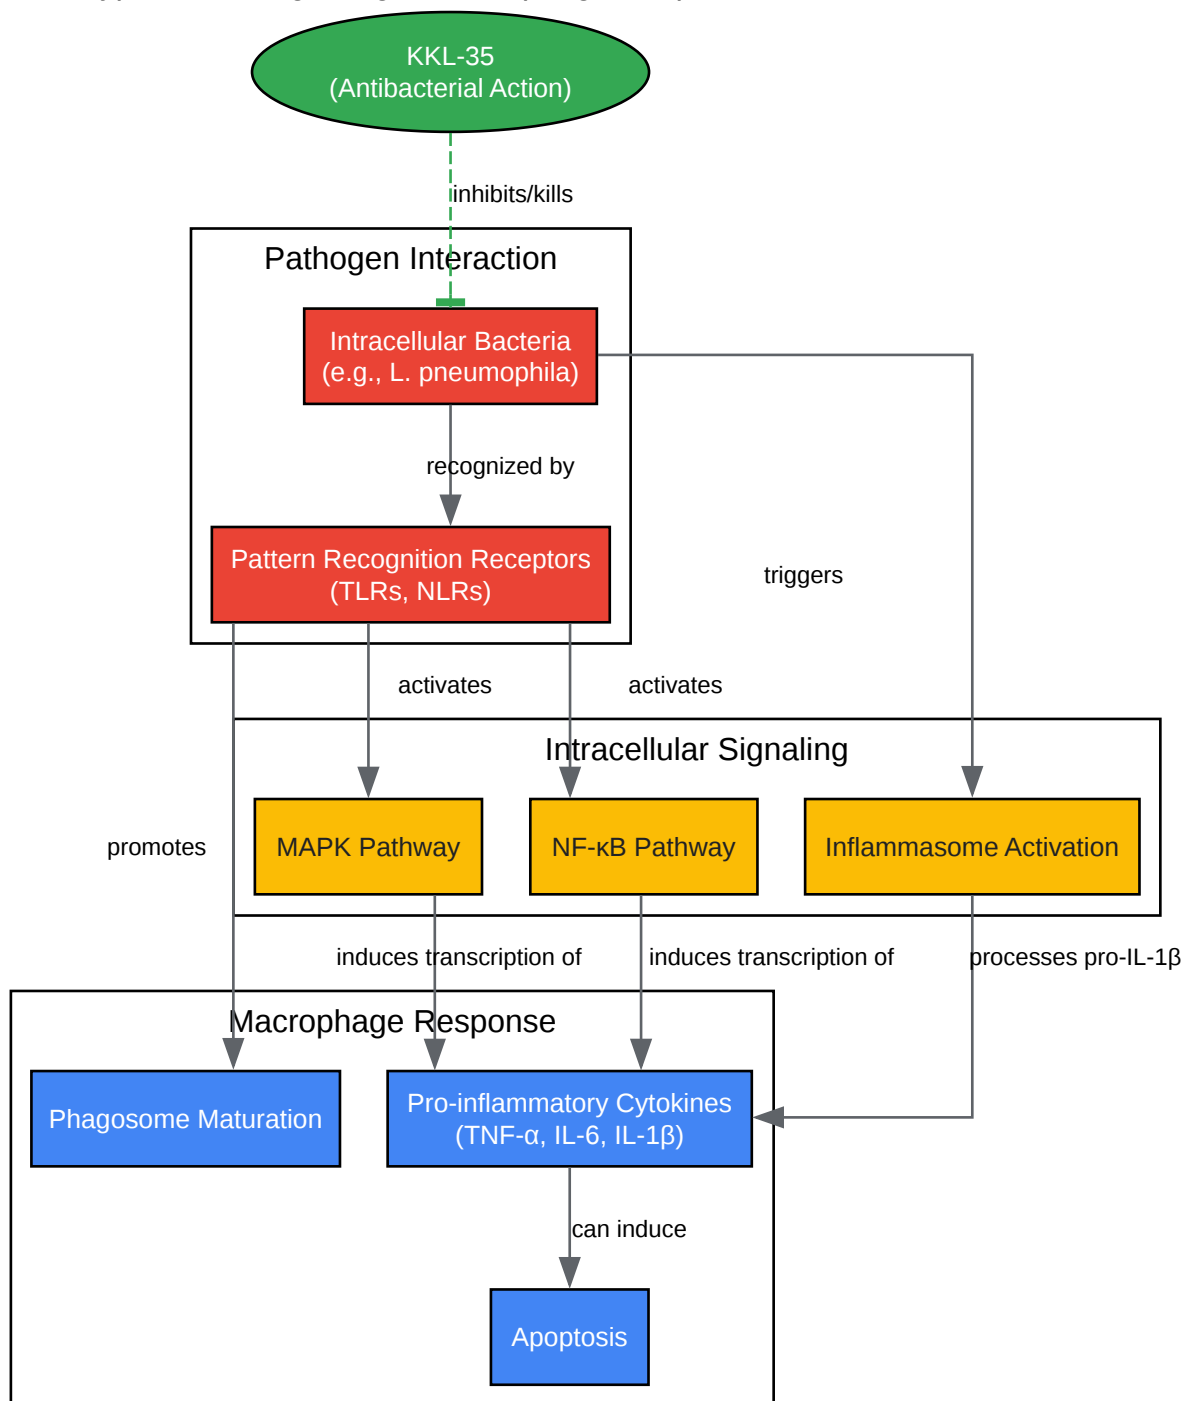 KKL-35
(Antibacterial Action)
inhibits/kills
Pathogen Interaction
Intracellular Bacteria
(e.g., L. pneumophila)
recognized by
Pattern Recognition Receptors
(TLRs, NLRs)
triggers
activates
activates
Intracellular Signaling
MAPK Pathway
NF-κB Pathway
Inflammasome Activation
promotes
induces transcription of
induces transcription of
processes pro-IL-1β
Macrophage Response
Phagosome Maturation
Pro-inflammatory Cytokines
(TNF-α, IL-6, IL-1β)
can induce
Apoptosis